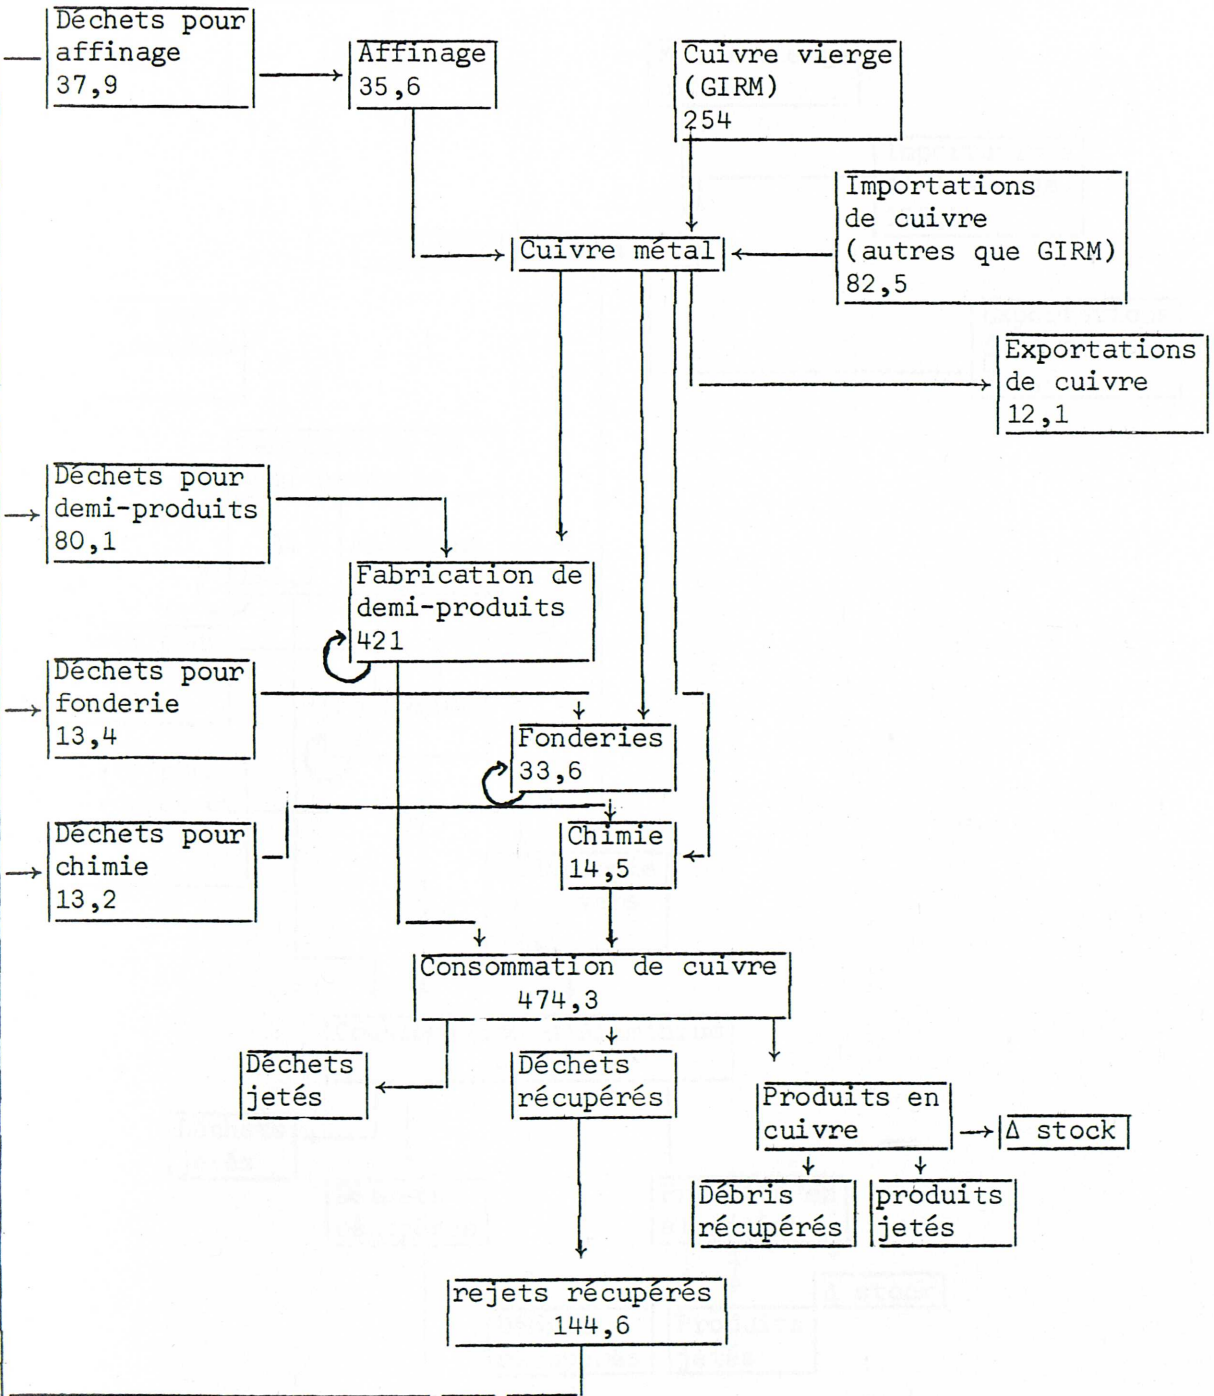 Déchets pour
affinage
37,9
Affinage
35,6
Cuivre vierge
(GIRM)
254
Importations
de cuivre
(autres que GIRM)
82,5
Cuivre métal
Exportations
de cuivre
12,1
Déchets pour
demi-produits
80,1
Fabrication de
demi-produits
421
Déchets pour
fonderie
13,4
Fonderies
33,6
Déchets pour
chimie
13,2
Chimie
14,5
Consommation de cuivre
474,3
Déchets
jetés
Déchets
récupérés
Produits en
cuivre
Δ stock
Débris
récupérés
produits
jetés
rejets récupérés
144,6